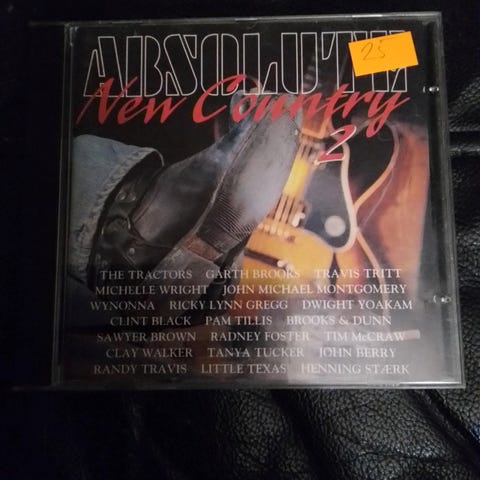 ABSOLUTE
25
New Country
2
THE TRACTORS GARTH BROOKS TRAVIS TRITT
MICHELLE WRIGHT JOHN MICHAEL MONTGOMERY
WYNONNA RICKY LYNN GREGG DWIGHT YOAKAM
CLINT BLACK PAM TILLIS BROOKS & DUNN
SAWYER BROWN RADNEY FOSTER TIM McCRAW
CLAY WALKER TANYA TUCKER JOHN BERRY
RANDY TRAVIS LITTLE TEXAS HENNING STÆRK